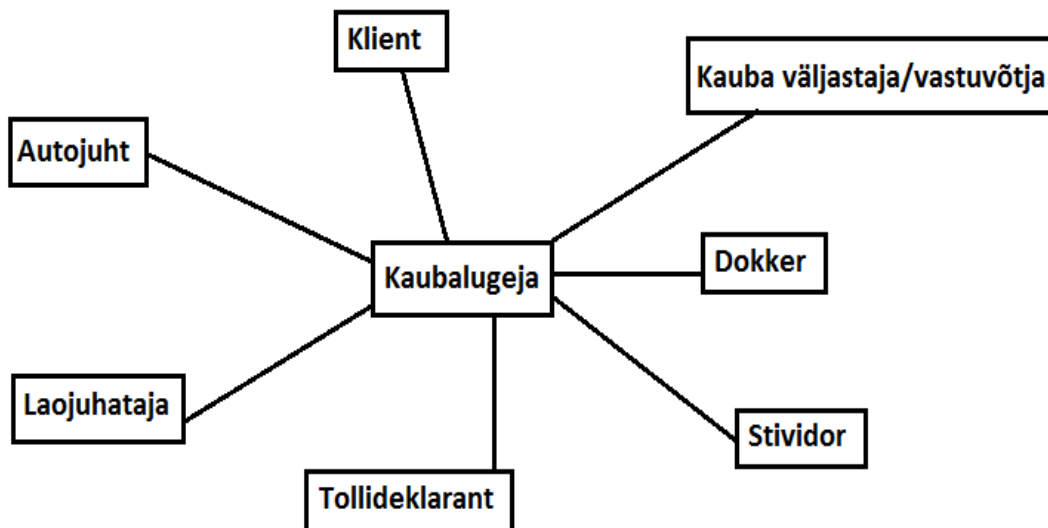 Klient
Kauba väljastaja/vastuvõtja
Autojuht
Kaubalugeja
Dokker
Laojuhataja
Stividor
Tollideklarant